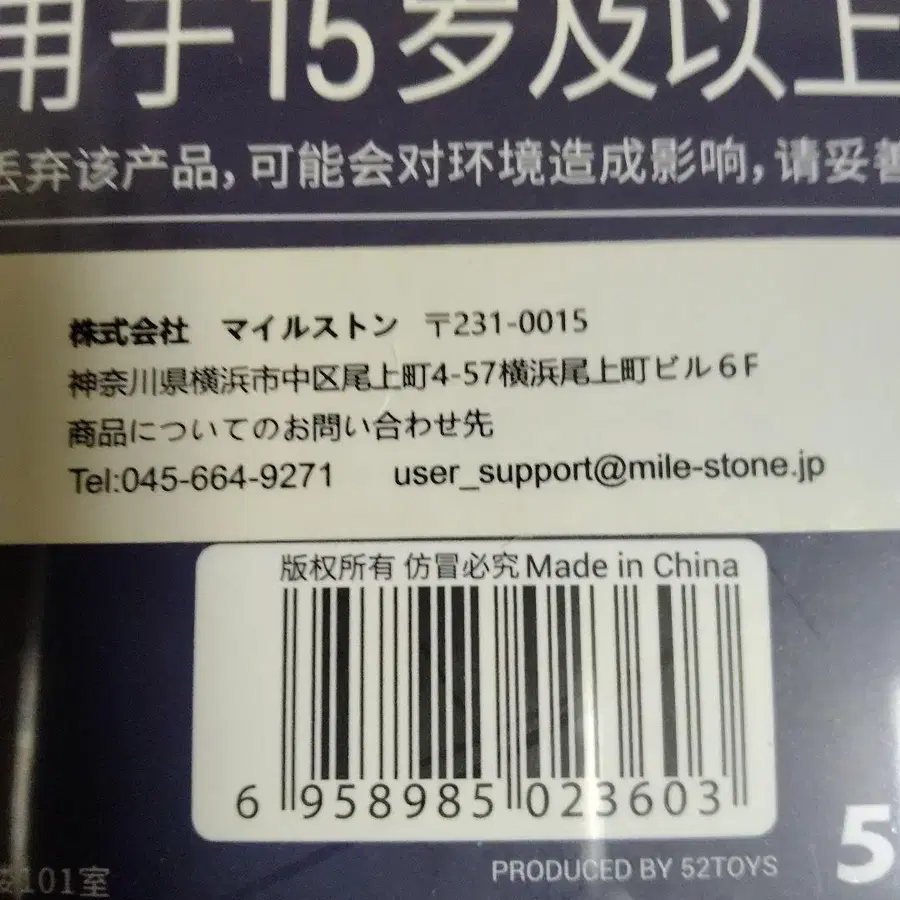 用于15岁及以上
丢弃该产品，可能会对环境造成影响，请妥善
株式会社　マイルストン　〒231-0015
神奈川県横浜市中区尾上町4-57横浜尾上町ビル６F
商品についてのお問い合わせ先
Tel:045-664-9271 user_support@mile-stone.jp
版权所有 仿冒必究 Made in China
6 958985 023603
PRODUCED BY 52TOYS
5
101室